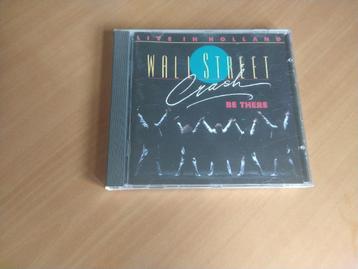 LIVE IN HOLLAND
WALL STREET
Crash
BE THERE